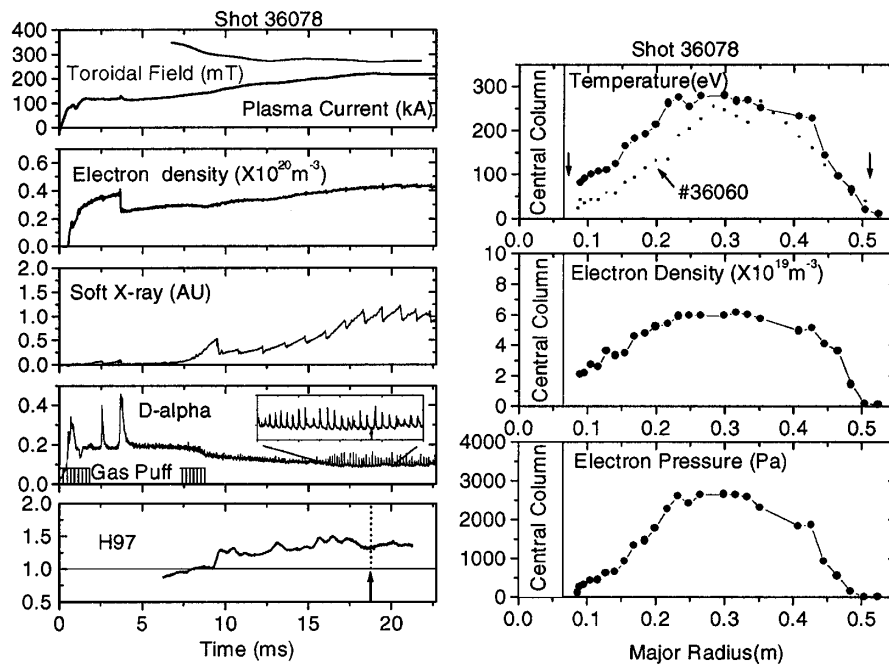 Shot 36078
400
300
200
100
0
Toroidal Field (mT)
Plasma Current (kA)
0.6
0.4
0.2
0.0
Electron density (X10²⁰m⁻³)
2.0
1.5
1.0
0.5
0.0
Soft X-ray (AU)
0.4
0.2
0.0
D-alpha
Gas Puff
2.0
1.5
1.0
0.5
H97
0 5 10 15 20
Time (ms)
Shot 36078
300
200
100
0
Central Column
Temperature(eV)
#36060
0.0 0.1 0.2 0.3 0.4 0.5
10
8
6
4
2
0
Central Column
Electron Density (X10¹⁹m⁻³)
0.0 0.1 0.2 0.3 0.4 0.5
4000
3000
2000
1000
0
Central Column
Electron Pressure (Pa)
0.0 0.1 0.2 0.3 0.4 0.5
Major Radius(m)